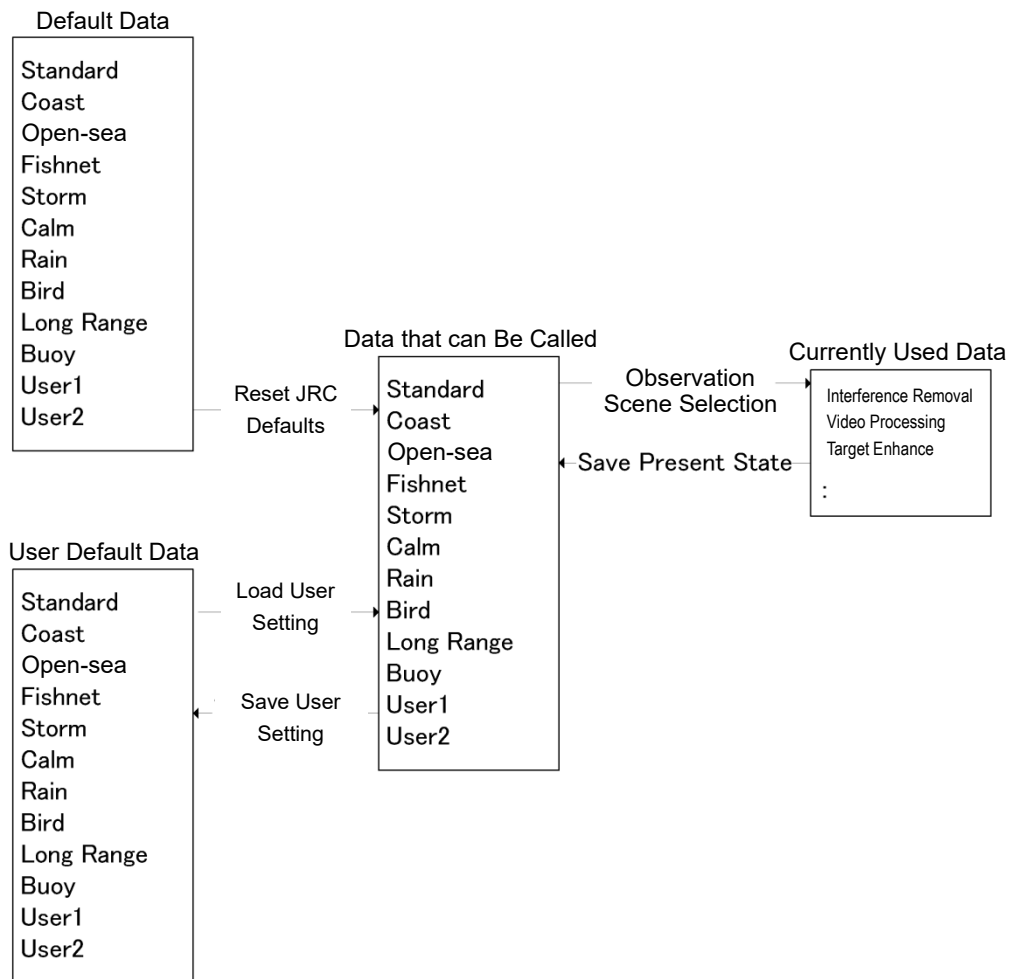 Default Data
Standard
Coast
Open-sea
Fishnet
Storm
Calm
Rain
Bird
Long Range
Buoy
User1
User2
Reset JRC
Defaults
User Default Data
Standard
Coast
Open-sea
Fishnet
Storm
Calm
Rain
Bird
Long Range
Buoy
User1
User2
Load User
Setting
Save User
Setting
Data that can Be Called
Standard
Coast
Open-sea
Fishnet
Storm
Calm
Rain
Bird
Long Range
Buoy
User1
User2
Observation
Scene Selection
Save Present State
Currently Used Data
Interference Removal
Video Processing
Target Enhance
: